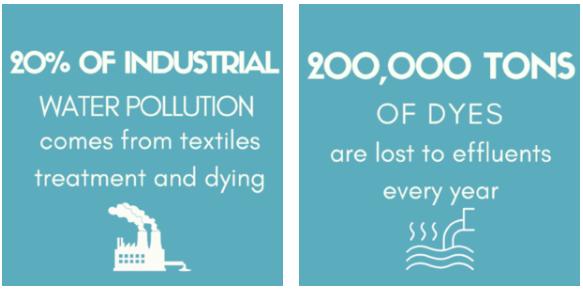 20% OF INDUSTRIAL
WATER POLLUTION
comes from textiles
treatment and dying
200,000 TONS
OF DYES
are lost to effluents
every year